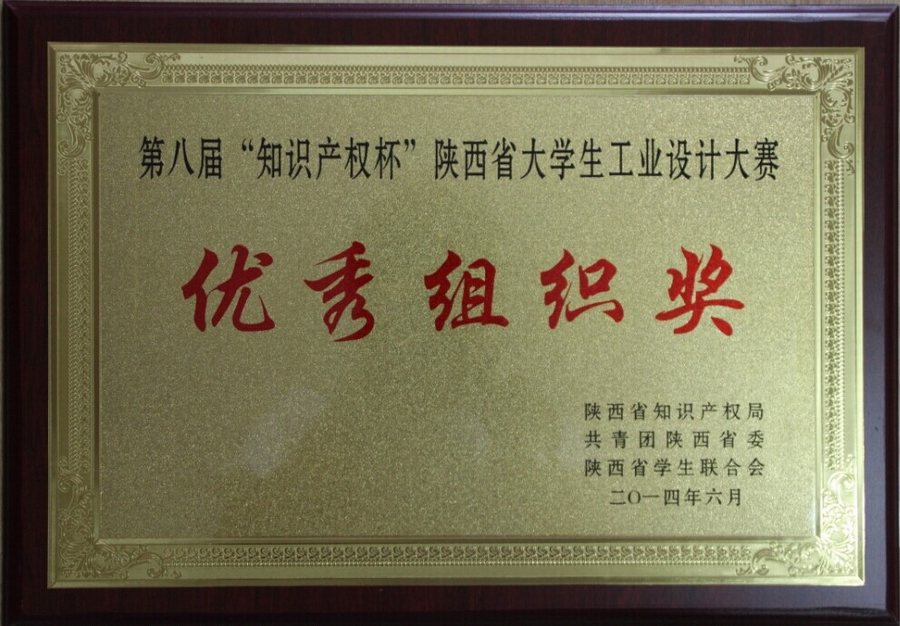 第八届“知识产权杯”陕西省大学生工业设计大赛
优秀组织奖
陕西省知识产权局
共青团陕西省委
陕西省学生联合会
二〇一四年六月